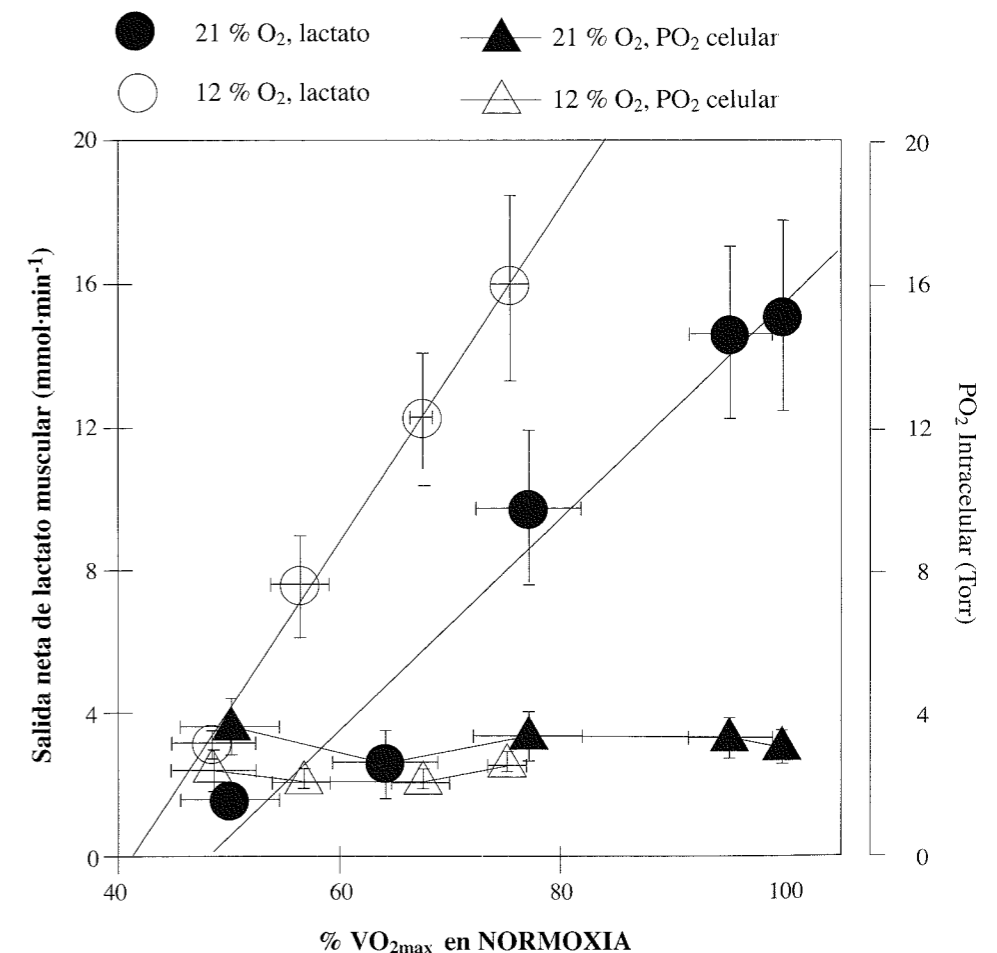 21 % O₂, lactato
21 % O₂, PO₂ celular
12 % O₂, lactato
12 % O₂, PO₂ celular
20
20
16
16
12
12
8
8
4
4
0
0
40
60
80
100
Salida neta de lactato muscular (mmol·min⁻¹)
PO₂ Intracelular (Torr)
% VO₂max en NORMOXIA